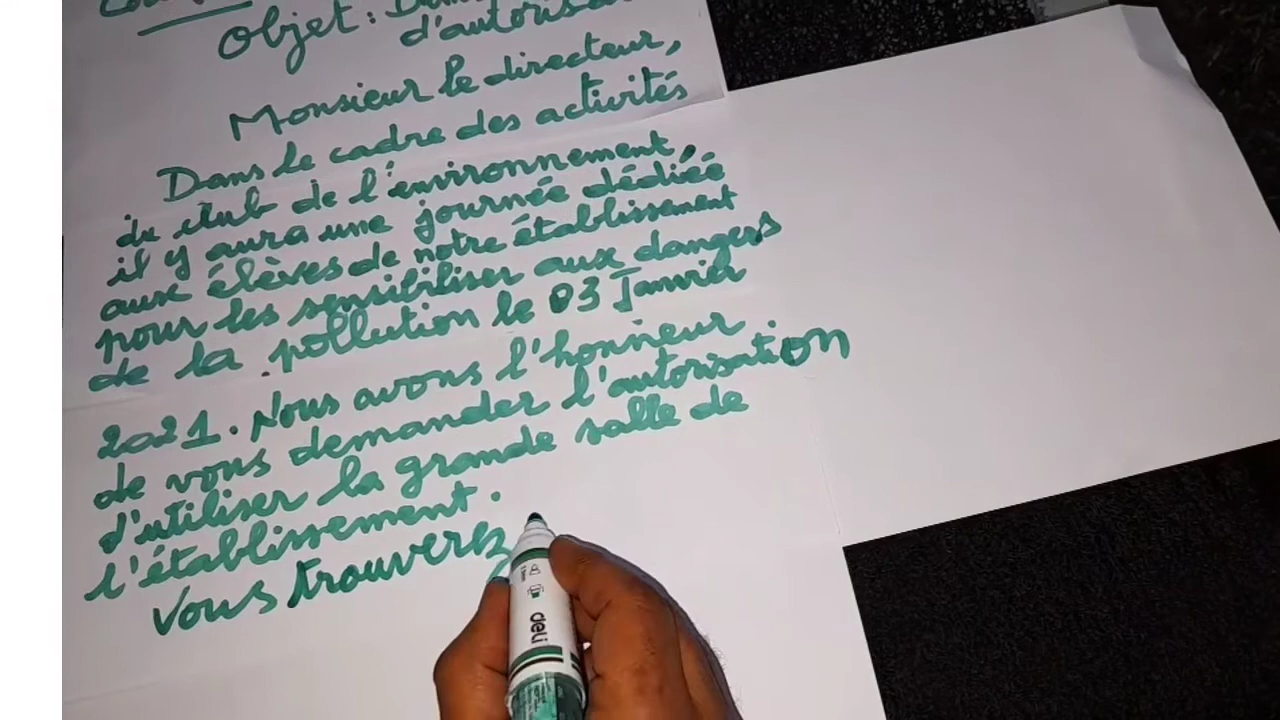 Objet :
Monsieur le directeur,
Dans le cadre des activités
du club de l'environnement,
il y aura une journée dédiée
aux élèves de notre établissement
pour les sensibiliser aux dangers
de la pollution le 03 Janvier
2021. Nous avons l'honneur
de vous demander l'autorisation
d'utiliser la grande salle de
l'établissement.
Vous trouverez
deli